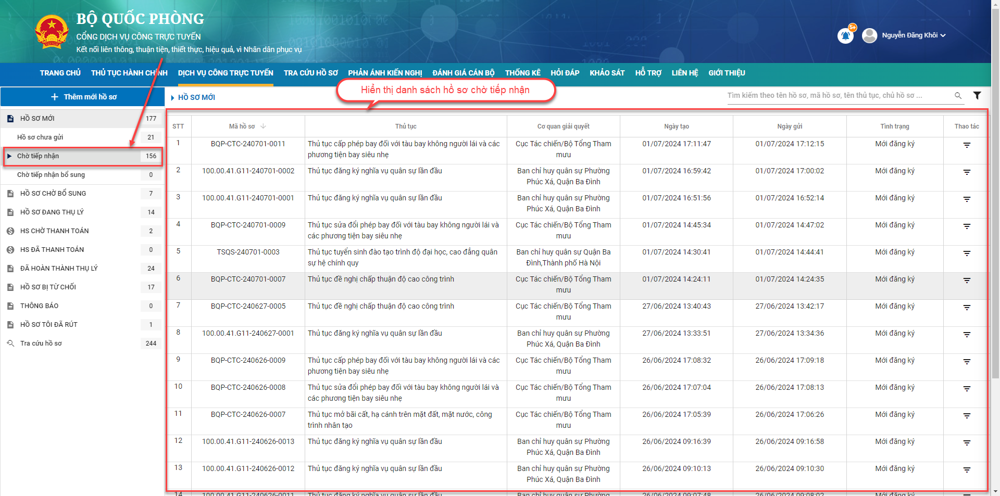 BỘ QUỐC PHÒNG
CỔNG DỊCH VỤ CÔNG TRỰC TUYẾN
Kết nối liên thông, thuận tiện, thiết thực, hiệu quả, vì Nhân dân phục vụ
5+
Nguyễn Đăng Khôi
TRANG CHỦ THỦ TỤC HÀNH CHÍNH DỊCH VỤ CÔNG TRỰC TUYẾN TRA CỨU HỒ SƠ PHẢN ÁNH KIẾN NGHỊ ĐÁNH GIÁ CÁN BỘ THỐNG KÊ HỎI ĐÁP KHẢO SÁT HỖ TRỢ LIÊN HỆ GIỚI THIỆU
Hiển thị danh sách hồ sơ chờ tiếp nhận
Thêm mới hồ sơ
HỒ SƠ MỚI 177
Hồ sơ chưa gửi 21
Chờ tiếp nhận 156
Chờ tiếp nhận bổ sung 0
HỒ SƠ CHỜ BỔ SUNG 7
HỒ SƠ ĐANG THỤ LÝ 14
HS CHỜ THANH TOÁN 2
HS ĐÃ THANH TOÁN 0
ĐÃ HOÀN THÀNH THỤ LÝ 24
HỒ SƠ BỊ TỪ CHỐI 17
THÔNG BÁO 0
HỒ SƠ TÔI ĐÃ RÚT 1
Tra cứu hồ sơ 244
HỒ SƠ MỚI
Tìm kiếm theo tên hồ sơ, mã hồ sơ, tên thủ tục, chủ hồ sơ ...
STT Mã hồ sơ Thủ tục Cơ quan giải quyết Ngày tạo Ngày gửi Tình trạng Thao tác
1 BQP-CTC-240701-0011 Thủ tục cấp phép bay đối với tàu bay không người lái và các Cục Tác chiến/Bộ Tổng Tham 01/07/2024 17:11:47 01/07/2024 17:12:15 Mới đăng ký
phương tiện bay siêu nhẹ mưu
2 100.00.41.G11-240701-0002 Thủ tục đăng ký nghĩa vụ quân sự lần đầu Ban chỉ huy quân sự Phường 01/07/2024 16:59:42 01/07/2024 17:00:02 Mới đăng ký
Phúc Xá, Quận Ba Đình
3 100.00.41.G11-240701-0001 Thủ tục đăng ký nghĩa vụ quân sự lần đầu Ban chỉ huy quân sự Phường 01/07/2024 16:51:56 01/07/2024 16:52:14 Mới đăng ký
Phúc Xá, Quận Ba Đình
4 BQP-CTC-240701-0009 Thủ tục sửa đổi phép bay đối với tàu bay không người lái và Cục Tác chiến/Bộ Tổng Tham 01/07/2024 14:45:34 01/07/2024 14:47:02 Mới đăng ký
các phương tiện bay siêu nhẹ mưu
5 TSQS-240701-0003 Thủ tục tuyển sinh đào tạo trình độ đại học, cao đẳng quân Ban chỉ huy quân sự Quận Ba 01/07/2024 14:30:41 01/07/2024 14:44:41 Mới đăng ký
sự hệ chính quy Đình,Thành phố Hà Nội
6 BQP-CTC-240701-0007 Thủ tục đề nghị chấp thuận độ cao công trình Cục Tác chiến/Bộ Tổng Tham 01/07/2024 14:24:11 01/07/2024 14:24:35 Mới đăng ký
mưu
7 BQP-CTC-240627-0005 Thủ tục đề nghị chấp thuận độ cao công trình Cục Tác chiến/Bộ Tổng Tham 27/06/2024 13:40:43 27/06/2024 13:42:17 Mới đăng ký
mưu
8 100.00.41.G11-240627-0001 Thủ tục đăng ký nghĩa vụ quân sự lần đầu Ban chỉ huy quân sự Phường 27/06/2024 13:33:51 27/06/2024 13:34:36 Mới đăng ký
Phúc Xá, Quận Ba Đình
9 BQP-CTC-240626-0009 Thủ tục cấp phép bay đối với tàu bay không người lái và các Cục Tác chiến/Bộ Tổng Tham 26/06/2024 17:08:32 26/06/2024 17:09:18 Mới đăng ký
phương tiện bay siêu nhẹ mưu
10 BQP-CTC-240626-0008 Thủ tục sửa đổi phép bay đối với tàu bay không người lái và Cục Tác chiến/Bộ Tổng Tham 26/06/2024 17:07:04 26/06/2024 17:08:13 Mới đăng ký
các phương tiện bay siêu nhẹ mưu
11 BQP-CTC-240626-0007 Thủ tục mở bãi cất, hạ cánh trên mặt đất, mặt nước, công Cục Tác chiến/Bộ Tổng Tham 26/06/2024 17:05:39 26/06/2024 17:06:26 Mới đăng ký
trình nhân tạo mưu
12 100.00.41.G11-240626-0013 Thủ tục đăng ký nghĩa vụ quân sự lần đầu Ban chỉ huy quân sự Phường 26/06/2024 09:16:39 26/06/2024 09:16:58 Mới đăng ký
Phúc Xá, Quận Ba Đình
13 100.00.41.G11-240626-0012 Thủ tục đăng ký nghĩa vụ quân sự lần đầu Ban chỉ huy quân sự Phường 26/06/2024 09:10:13 26/06/2024 09:10:30 Mới đăng ký
Phúc Xá, Quận Ba Đình
14 100.00.41.G11-240626-0011 Thủ tục đăng ký nghĩa vụ quân sự lần đầu Ban chỉ huy quân sự Phường 26/06/2024 09:07:48 26/06/2024 09:08:02 Mới đăng ký